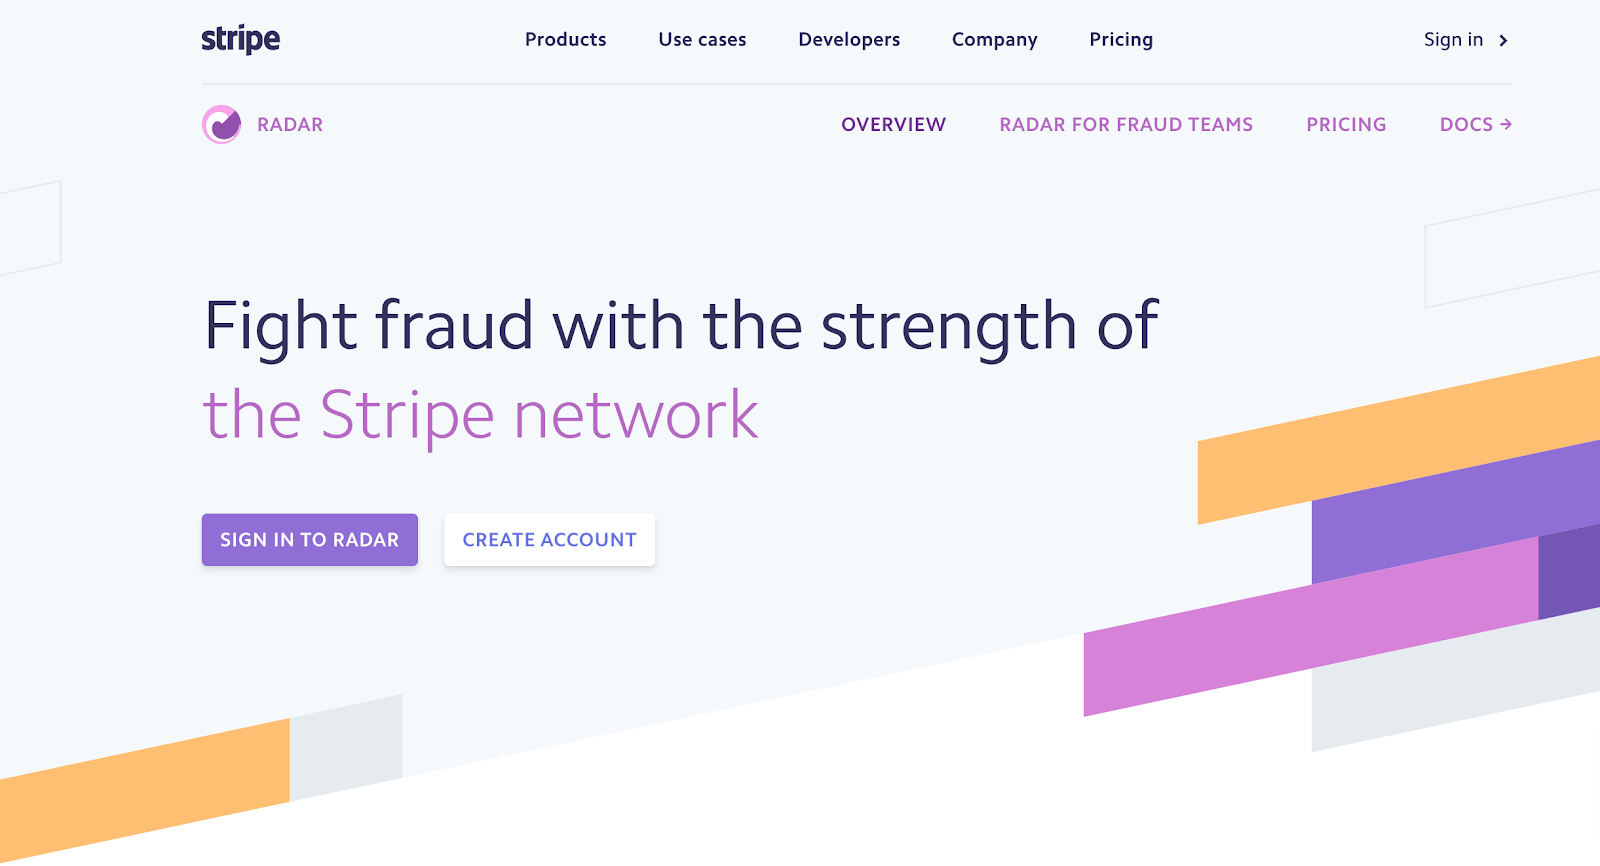 stripe Products Use cases Developers Company Pricing Sign in
RADAR OVERVIEW RADAR FOR FRAUD TEAMS PRICING DOCS →
Fight fraud with the strength of
the Stripe network
SIGN IN TO RADAR CREATE ACCOUNT